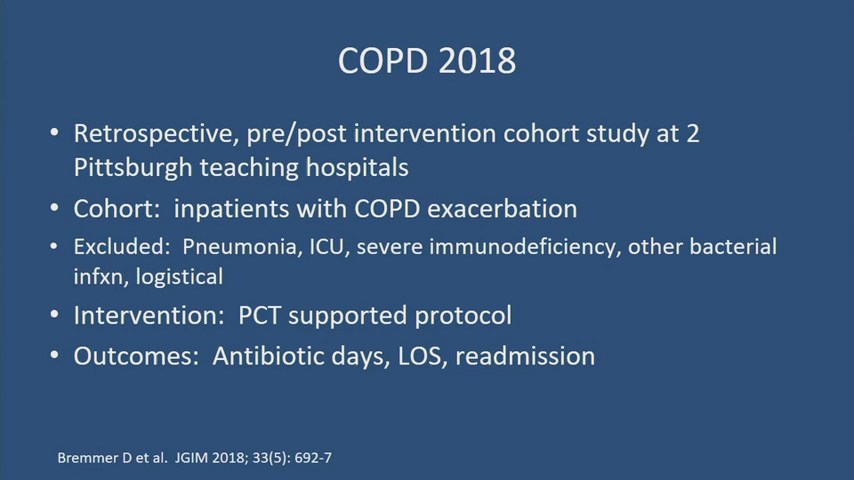 COPD 2018
• Retrospective, pre/post intervention cohort study at 2
Pittsburgh teaching hospitals
• Cohort: inpatients with COPD exacerbation
• Excluded: Pneumonia, ICU, severe immunodeficiency, other bacterial
infxn, logistical
• Intervention: PCT supported protocol
• Outcomes: Antibiotic days, LOS, readmission
Bremmer D et al. JGIM 2018; 33(5): 692-7